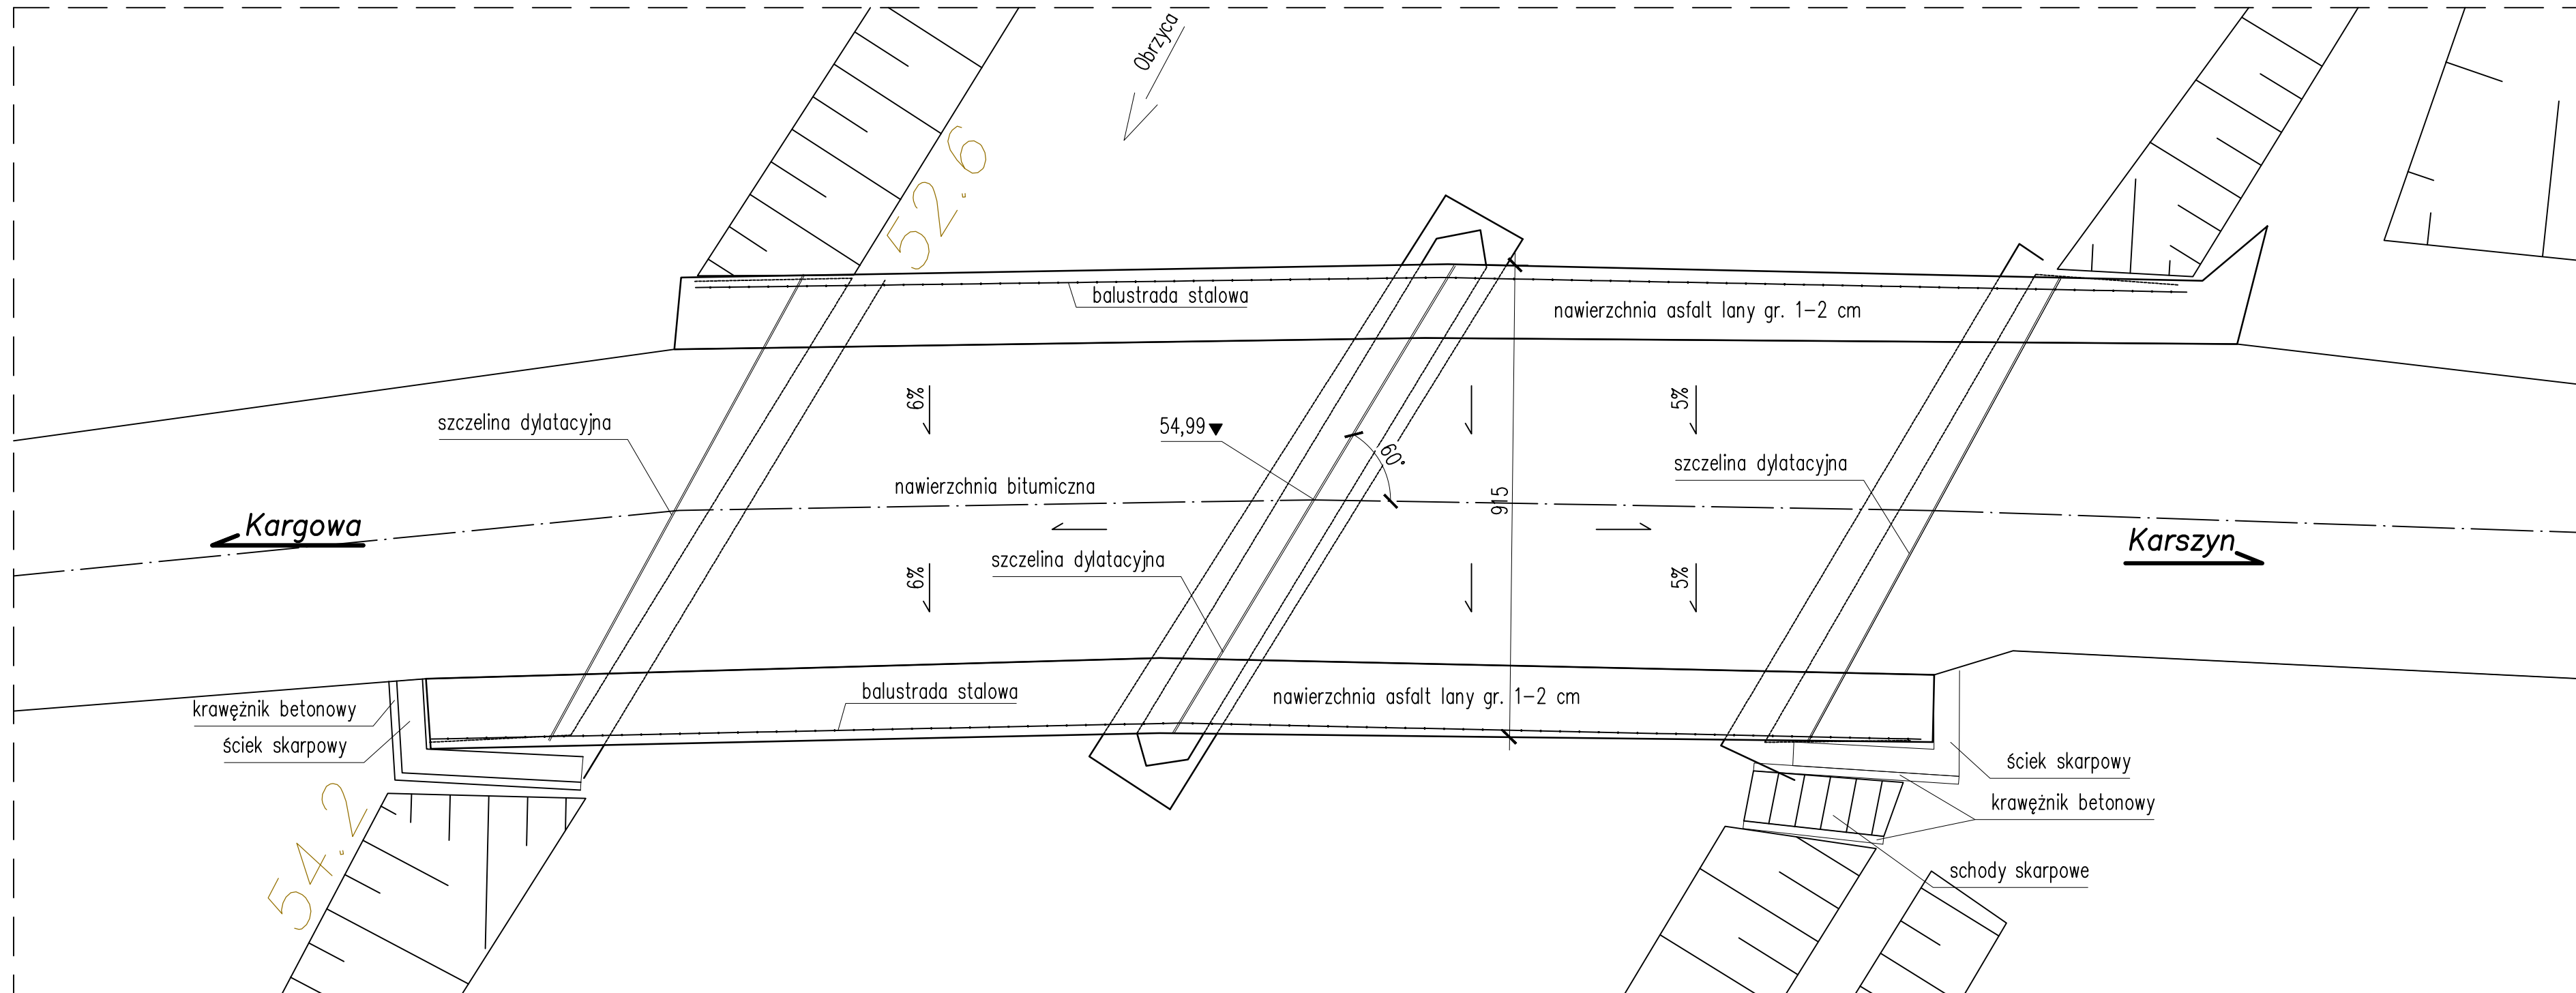 Obrzyca
52.6
balustrada stalowa
nawierzchnia asfalt lany gr. 1-2 cm
6%
5%
szczelina dylatacyjna
54,99
60°
szczelina dylatacyjna
nawierzchnia bitumiczna
915
Kargowa
Karszyn
szczelina dylatacyjna
6%
5%
balustrada stalowa
nawierzchnia asfalt lany gr. 1-2 cm
krawężnik betonowy
ściek skarpowy
54.2
ściek skarpowy
krawężnik betonowy
schody skarpowe